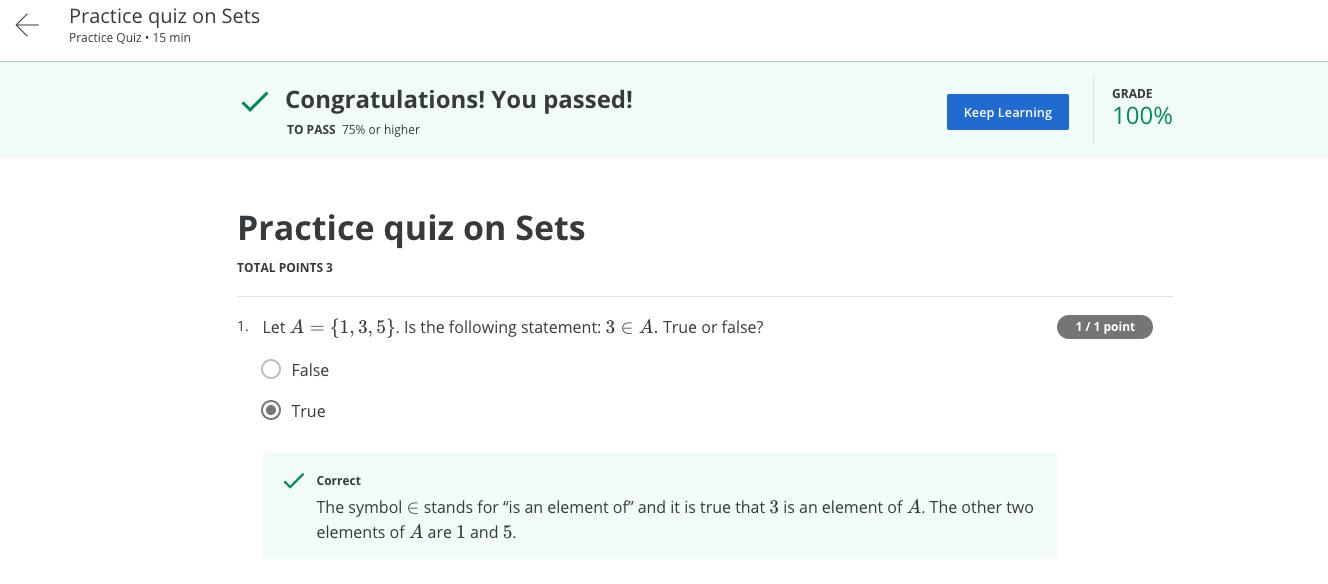 Practice quiz on Sets
Practice Quiz • 15 min
Congratulations! You passed!
TO PASS 75% or higher
Keep Learning
GRADE
100%
Practice quiz on Sets
TOTAL POINTS 3
1. Let A = {1, 3, 5}. Is the following statement: 3 ∈ A. True or false?
1 / 1 point
False
True
Correct
The symbol ∈ stands for “is an element of” and it is true that 3 is an element of A. The other two
elements of A are 1 and 5.